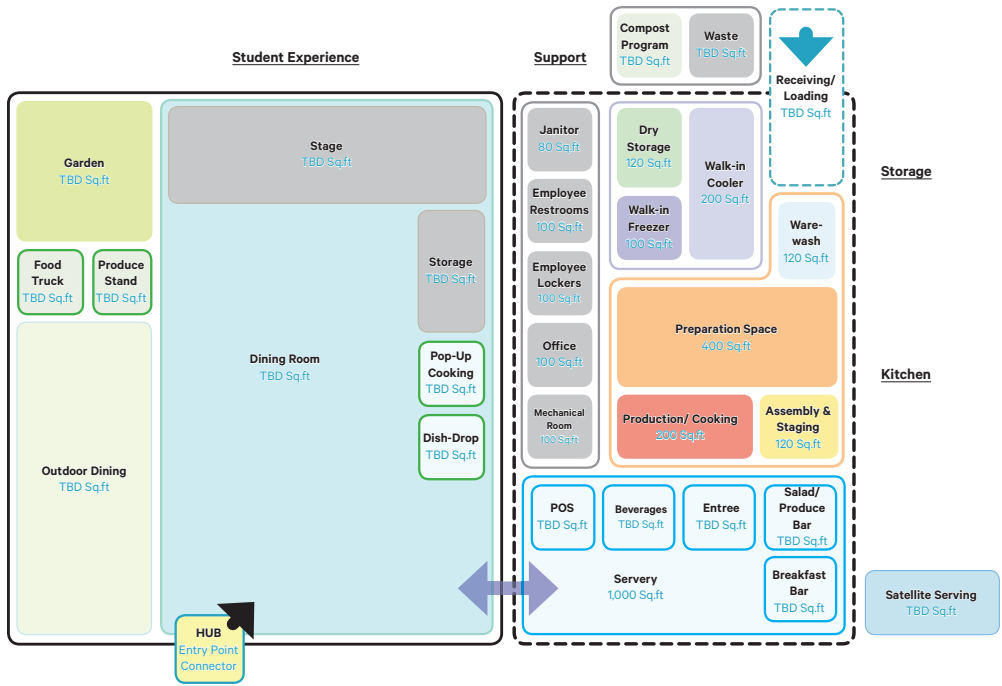 Student Experience
Support
Compost
Program
TBD Sq.ft
Waste
TBD Sq.ft
Receiving/
Loading
TBD Sq.ft
Garden
TBD Sq.ft
Food
Truck
TBD Sq.ft
Produce
Stand
TBD Sq.ft
Outdoor Dining
TBD Sq.ft
Stage
TBD Sq.ft
Storage
TBD Sq.ft
Dining Room
TBD Sq.ft
Pop-Up
Cooking
TBD Sq.ft
Dish-Drop
TBD Sq.ft
HUB
Entry Point
Connector
Janitor
80 Sq.ft
Employee
Restrooms
100 Sq.ft
Employee
Lockers
100 Sq.ft
Office
100 Sq.ft
Mechanical
Room
100 Sq.ft
Dry
Storage
120 Sq.ft
Walk-in
Freezer
100 Sq.ft
Walk-in
Cooler
200 Sq.ft
Storage
Ware-
wash
120 Sq.ft
Preparation Space
400 Sq.ft
Kitchen
Production/ Cooking
200 Sq.ft
Assembly &
Staging
120 Sq.ft
POS
TBD Sq.ft
Beverages
TBD Sq.ft
Entree
TBD Sq.ft
Salad/
Produce
Bar
TBD Sq.ft
Servery
1,000 Sq.ft
Breakfast
Bar
TBD Sq.ft
Satellite Serving
TBD Sq.ft